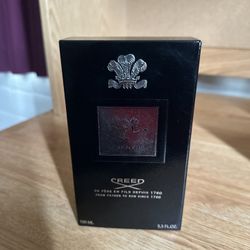 CREED
DE PÈRE EN FILS DEPUIS 1760
FROM FATHER TO SON SINCE 1760
100 ML
3.3 FL.OZ.